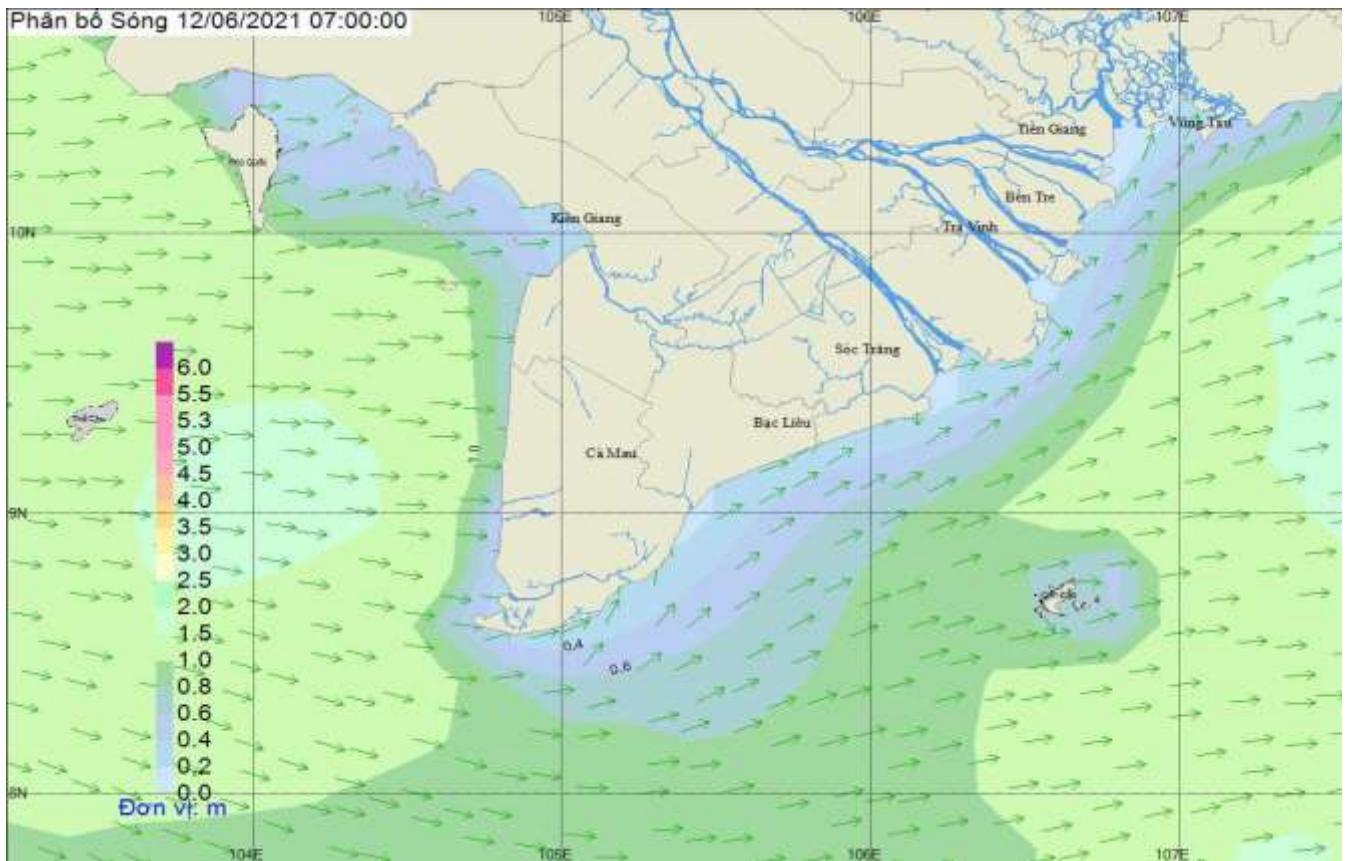 Phân bố Sóng 12/06/2021 07:00:00
105E
106E
107E
Tiền Giang
Vũng Tàu
Bến Tre
Kiên Giang
Trà Vinh
10N
Sóc Trăng
6.0
5.5
5.3
5.0
4.5
4.0
3.5
3.0
2.5
2.0
1.5
1.0
0.8
0.6
0.4
0.2
0.0
Đơn vị: m
1.0
Bạc Liêu
Cà Mau
9N
0.4
0.6
8N
104E
105E
106E
107E